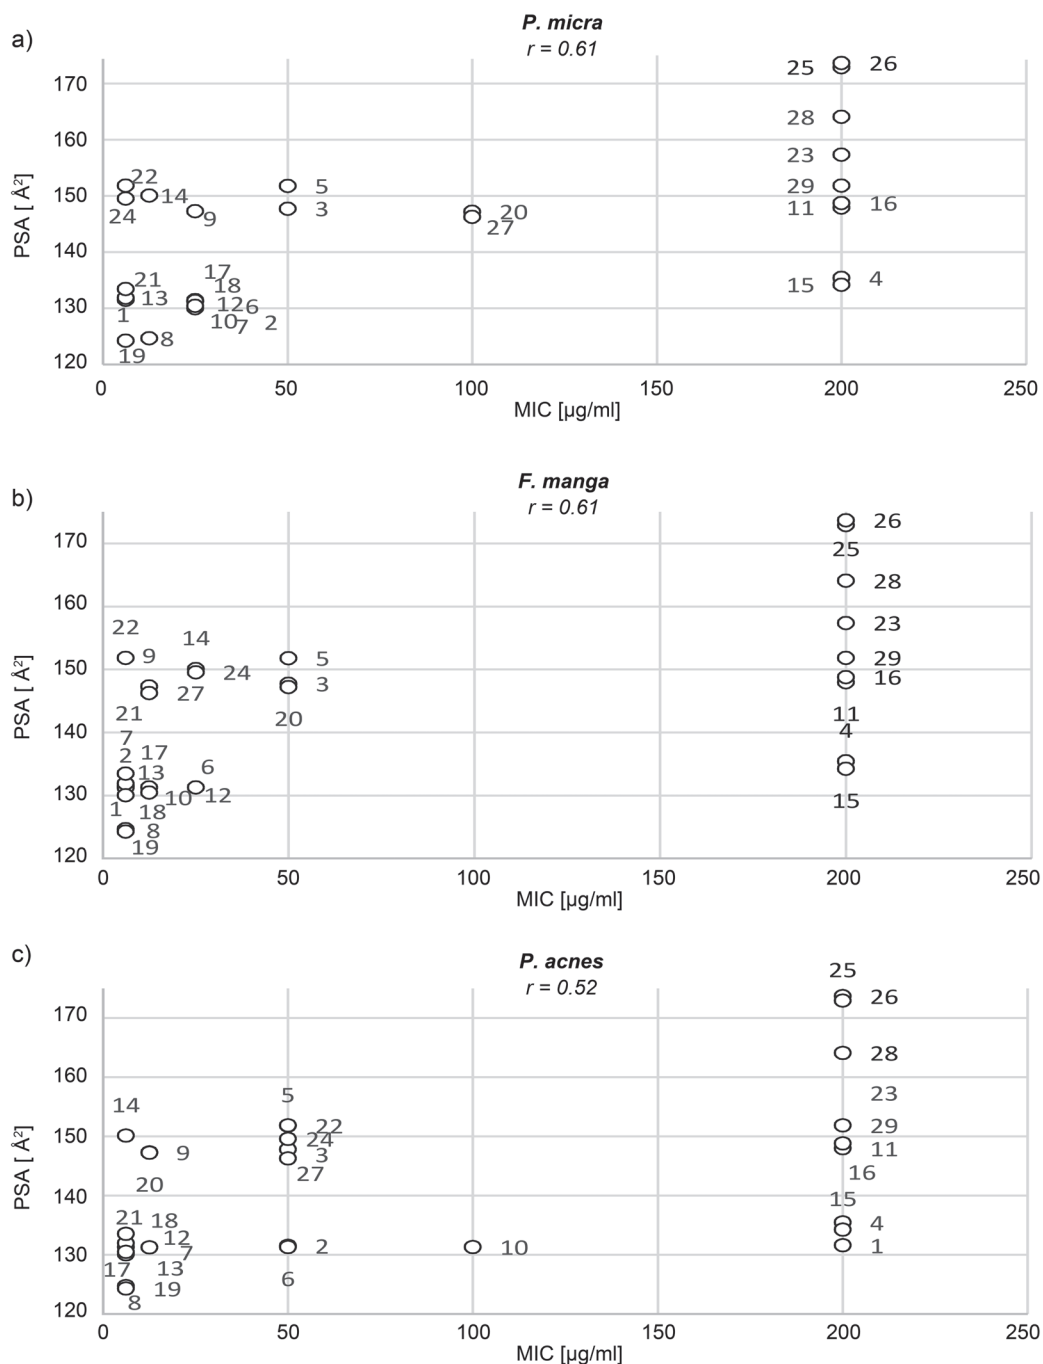 a)
P. micra
r = 0.61
PSA [ Å²]
170
160
150
140
130
120
25 26
28
23
22 5 29
14
24 9 3 20 11 16
27
17
21 18 15 4
13 12 6
1 10 7 2
19 8
0 50 100 150 200 250
MIC [µg/ml]
b)
F. manga
r = 0.61
PSA [ Å²]
170
160
150
140
130
120
26
25
28
22 14 23
9 24 5 29
27 3 16
21 20 11
7 4
2 17
13 6
1 10 12 15
18 8
19
0 50 100 150 200 250
MIC [µg/ml]
c)
P. acnes
r = 0.52
PSA [ Å²]
170
160
150
140
130
120
25
26
28
5 23
14 22 29
9 24 11
3
20 27 16
15
21 18 4
12 7 2 10 1
17 13 6
8 19
0 50 100 150 200 250
MIC [µg/ml]